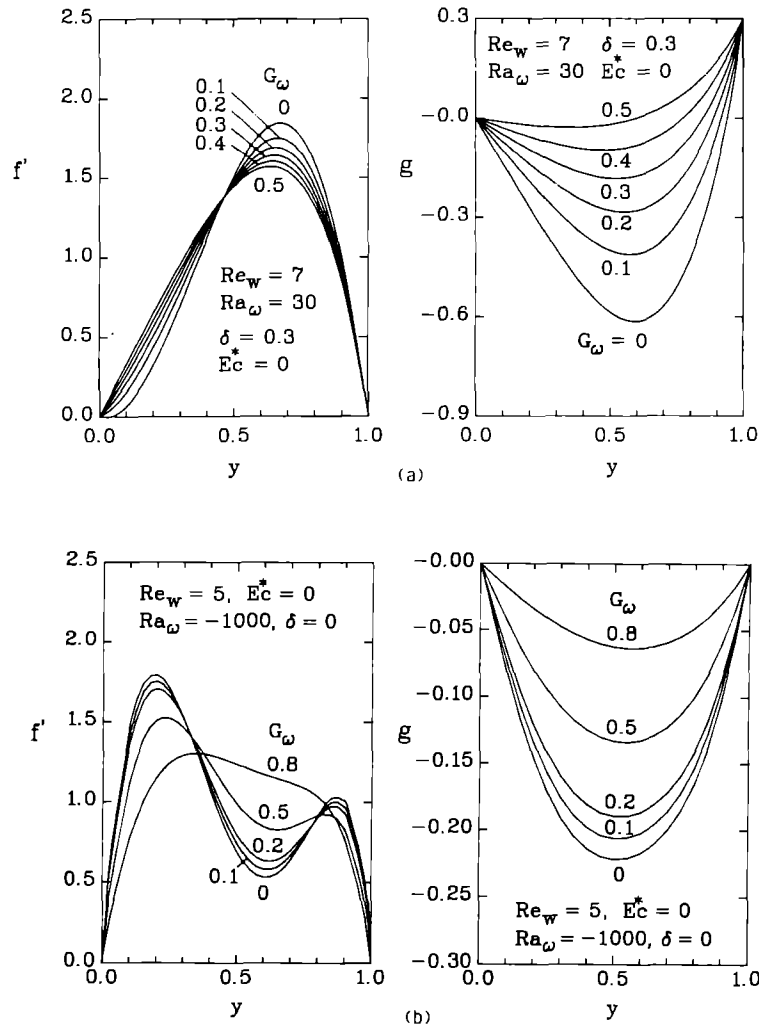 2.5
2.0
1.5
1.0
0.5
0.0
f'
G_ω
0.1
0.2
0.3
0.4
0
0.5
Re_w = 7
Ra_ω = 30
δ = 0.3
Ec* = 0
0.0 0.5 1.0
y
0.3
-0.0
-0.3
-0.6
-0.9
g
Re_w = 7 δ = 0.3
Ra_ω = 30 Ec* = 0
0.5
0.4
0.3
0.2
0.1
G_ω = 0
0.0 0.5 1.0
y
(a)
2.5
2.0
1.5
1.0
0.5
0.0
f'
Re_w = 5, Ec* = 0
Ra_ω = -1000, δ = 0
G_ω
0.8
0.5
0.2
0.1
0
0.0 0.5 1.0
y
-0.00
-0.05
-0.10
-0.15
-0.20
-0.25
-0.30
g
G_ω
0.8
0.5
0.2
0.1
0
Re_w = 5, Ec* = 0
Ra_ω = -1000, δ = 0
0.0 0.5 1.0
y
(b)